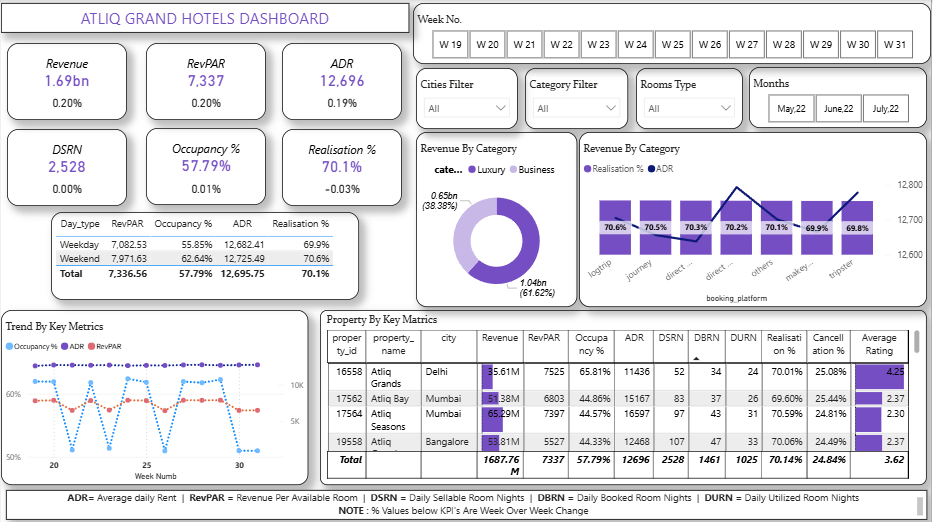 ATLIQ GRAND HOTELS DASHBOARD
Week No.
W 19 W 20 W 21 W 22 W 23 W 24 W 25 W 26 W 27 W 28 W 29 W 30 W 31
Revenue
1.69bn
0.20%
RevPAR
7,337
0.20%
ADR
12,696
0.19%
Cities Filter
All
Category Filter
All
Rooms Type
All
Months
May,22 June,22 July,22
DSRN
2,528
0.00%
Occupancy %
57.79%
0.01%
Realisation %
70.1%
-0.03%
Day_type RevPAR Occupancy % ADR Realisation %
Weekday 7,082.53 55.85% 12,682.41 69.9%
Weekend 7,971.63 62.64% 12,725.49 70.6%
Total 7,336.56 57.79% 12,695.75 70.1%
Revenue By Category
cate... Luxury Business
0.65bn
(38.38%)
1.04bn
(61.62%)
Revenue By Category
Realisation % ADR
12,800
12,700
12,600
70.6% 70.5% 70.3% 70.2% 70.1% 69.9% 69.8%
logtrip journey direct ... direct ... others makey... tripster
booking_platform
Trend By Key Metrics
Occupancy % ADR RevPAR
60%
50%
10K
5K
20 25 30
Week Numb
Property By Key Matrics
proper
ty_id
property_
name
city
Revenue
RevPAR
Occupa
ncy %
ADR
DSRN
DBRN
DURN
Realisati
on %
Cancell
ation %
Average
Rating
16558 Atliq Delhi 35.61M 7525 65.81% 11436 52 34 24 70.01% 25.08% 4.25
Grands
17562 Atliq Bay Mumbai 51.38M 6803 44.86% 15167 83 37 26 69.60% 25.44% 2.37
17564 Atliq Mumbai 65.29M 7397 44.57% 16597 97 43 31 70.59% 24.81% 2.30
Seasons
19558 Atliq Bangalore 53.81M 5527 44.33% 12468 107 47 33 70.06% 24.49% 2.37
Total 1687.76 7337 57.79% 12696 2528 1461 1025 70.14% 24.84% 3.62
M
ADR= Average daily Rent | RevPAR = Revenue Per Available Room | DSRN = Daily Sellable Room Nights | DBRN = Daily Booked Room Nights | DURN = Daily Utilized Room Nights
NOTE : % Values below KPI's Are Week Over Week Change